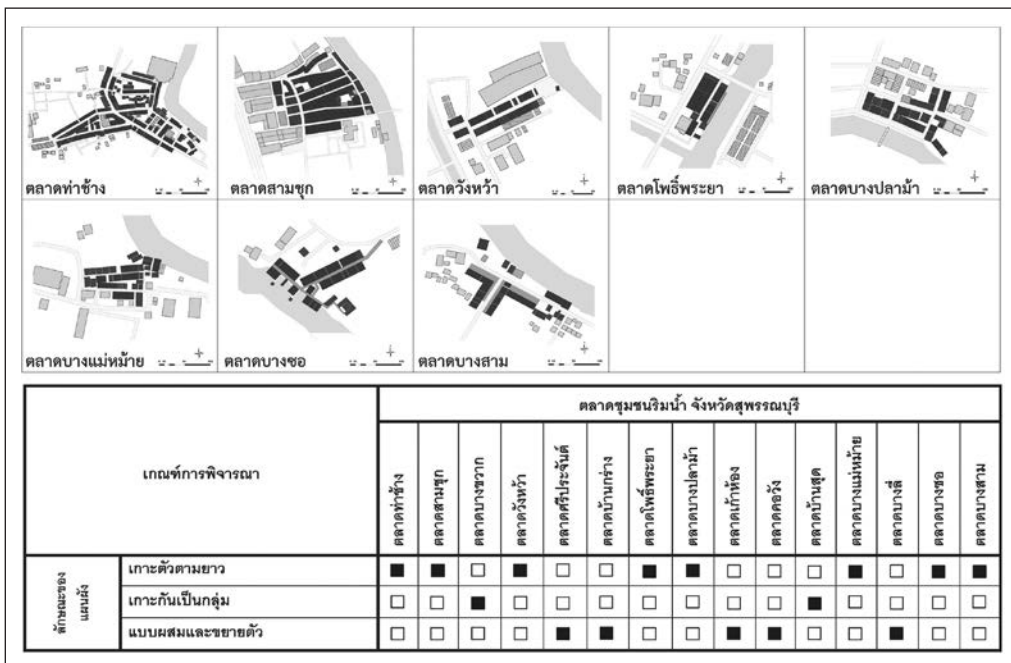 ตลาดท่าช้าง
ตลาดสามชุก
ตลาดวังหว้า
ตลาดโพธิ์พระยา
ตลาดบางปลาม้า
ตลาดบางแม่หม้าย
ตลาดบางซอ
ตลาดบางสาม
ตลาดชุมชนริมน้ำ จังหวัดสุพรรณบุรี
เกณฑ์การพิจารณา
ตลาดท่าช้าง
ตลาดสามชุก
ตลาดบางขวาก
ตลาดวังหว้า
ตลาดศรีประจันต์
ตลาดบ้านกร่าง
ตลาดโพธิ์พระยา
ตลาดบางปลาม้า
ตลาดเก้าห้อง
ตลาดคอวัง
ตลาดบ้านสุด
ตลาดบางแม่หม้าย
ตลาดบางลี่
ตลาดบางซอ
ตลาดบางสาม
ลักษณะของ
แผนผัง
เกาะตัวตามยาว
เกาะกันเป็นกลุ่ม
แบบผสมและขยายตัว